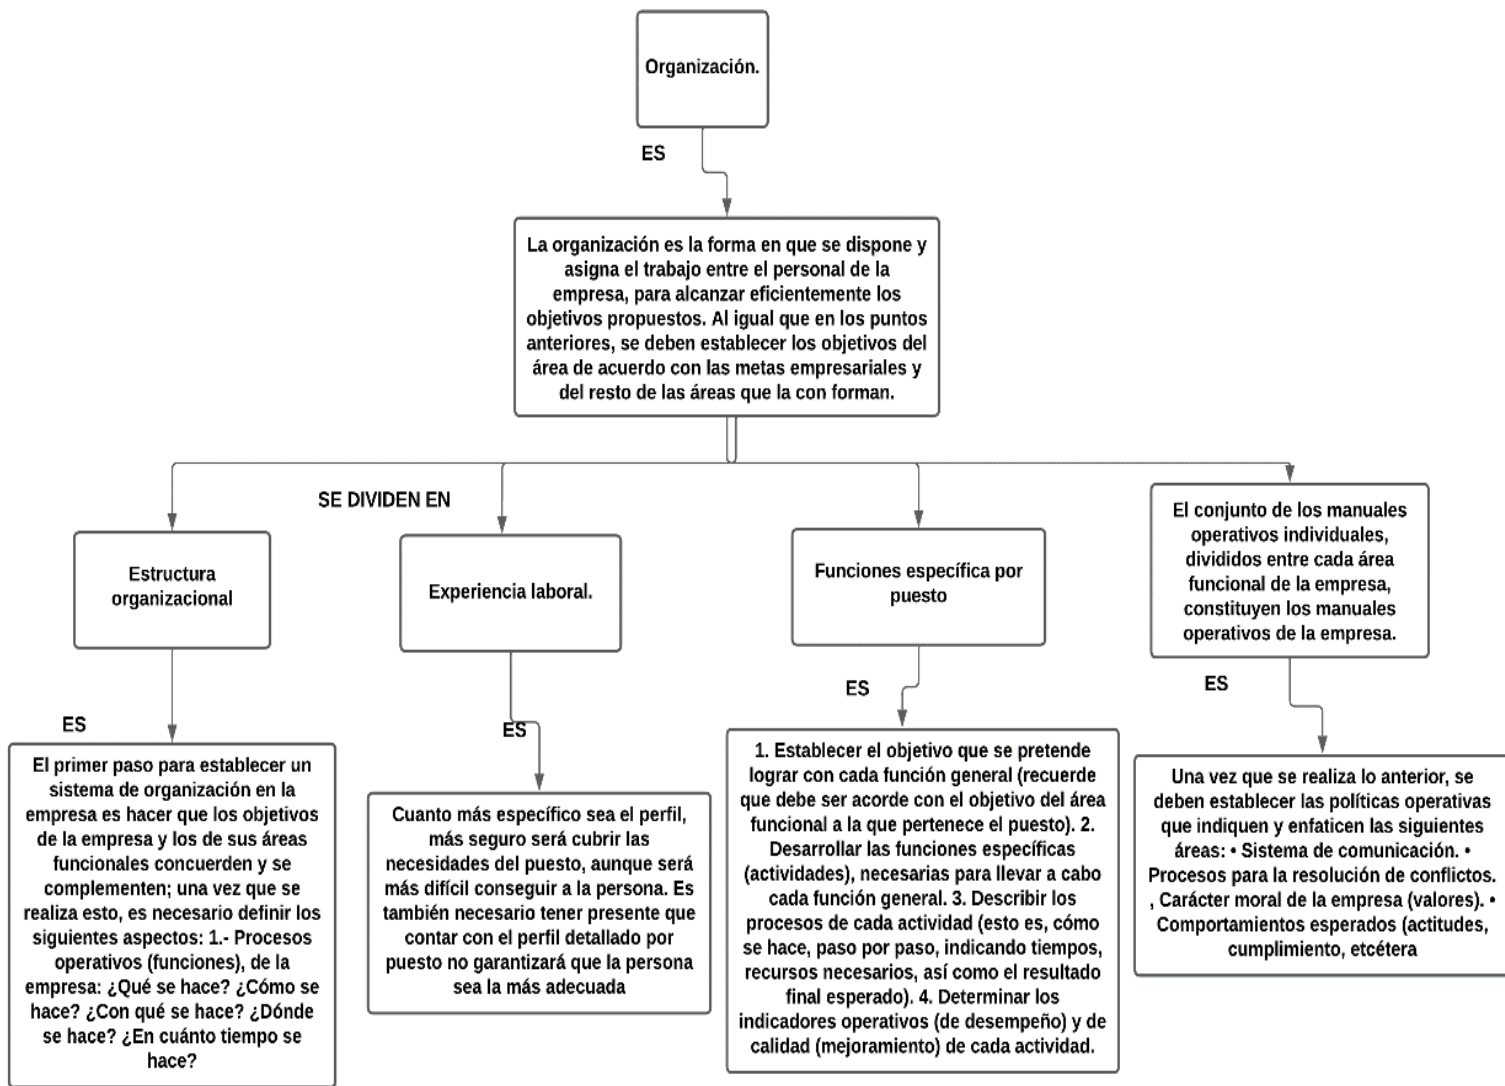 Organización.
ES
La organización es la forma en que se dispone y
asigna el trabajo entre el personal de la
empresa, para alcanzar eficientemente los
objetivos propuestos. Al igual que en los puntos
anteriores, se deben establecer los objetivos del
área de acuerdo con las metas empresariales y
del resto de las áreas que la con forman.
SE DIVIDEN EN
Estructura
organizacional
Experiencia laboral.
Funciones específica por
puesto
El conjunto de los manuales
operativos individuales,
divididos entre cada área
funcional de la empresa,
constituyen los manuales
operativos de la empresa.
ES
El primer paso para establecer un
sistema de organización en la
empresa es hacer que los objetivos
de la empresa y los de sus áreas
funcionales concuerden y se
complementen; una vez que se
realiza esto, es necesario definir los
siguientes aspectos: 1.- Procesos
operativos (funciones), de la
empresa: ¿Qué se hace? ¿Cómo se
hace? ¿Con qué se hace? ¿Dónde
se hace? ¿En cuánto tiempo se
hace?
ES
Cuanto más específico sea el perfil,
más seguro será cubrir las
necesidades del puesto, aunque será
más difícil conseguir a la persona. Es
también necesario tener presente que
contar con el perfil detallado por
puesto no garantizará que la persona
sea la más adecuada
ES
1. Establecer el objetivo que se pretende
lograr con cada función general (recuerde
que debe ser acorde con el objetivo del área
funcional a la que pertenece el puesto). 2.
Desarrollar las funciones específicas
(actividades), necesarias para llevar a cabo
cada función general. 3. Describir los
procesos de cada actividad (esto es, cómo
se hace, paso por paso, indicando tiempos,
recursos necesarios, así como el resultado
final esperado). 4. Determinar los
indicadores operativos (de desempeño) y de
calidad (mejoramiento) de cada actividad.
ES
Una vez que se realiza lo anterior, se
deben establecer las políticas operativas
que indiquen y enfaticen las siguientes
áreas: • Sistema de comunicación. •
Procesos para la resolución de conflictos.
, Carácter moral de la empresa (valores). •
Comportamientos esperados (actitudes,
cumplimiento, etcétera